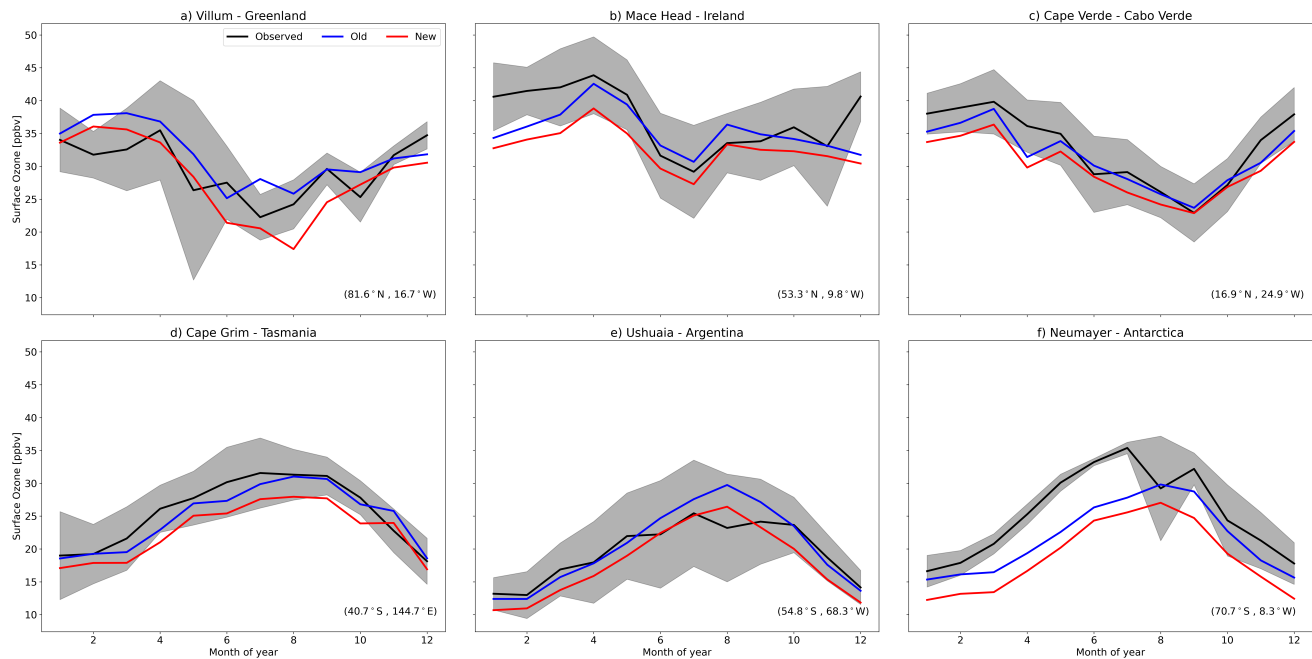 a) Villum - Greenland
b) Mace Head - Ireland
c) Cape Verde - Cabo Verde
Observed Old New
50
45
40
35
30
25
20
15
10
Surface Ozone [ppbv]
(81.6°N , 16.7°W)
(53.3°N , 9.8°W)
(16.9°N , 24.9°W)
d) Cape Grim - Tasmania
e) Ushuaia - Argentina
f) Neumayer - Antarctica
50
45
40
35
30
25
20
15
10
Surface Ozone [ppbv]
(40.7°S , 144.7°E)
(54.8°S , 68.3°W)
(70.7°S , 8.3°W)
2 4 6 8 10 12
2 4 6 8 10 12
2 4 6 8 10 12
Month of year
Month of year
Month of year